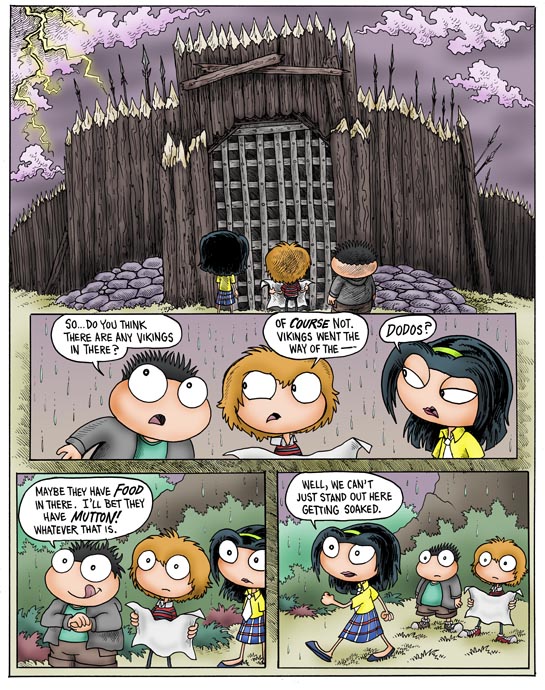 SO...DO YOU THINK
THERE ARE ANY VIKINGS
IN THERE?
OF COURSE NOT.
VIKINGS WENT THE
WAY OF THE —
DODOS?
MAYBE THEY HAVE FOOD
IN THERE. I'LL BET THEY
HAVE MUTTON!
WHATEVER THAT IS.
WELL, WE CAN'T
JUST STAND OUT HERE
GETTING SOAKED.